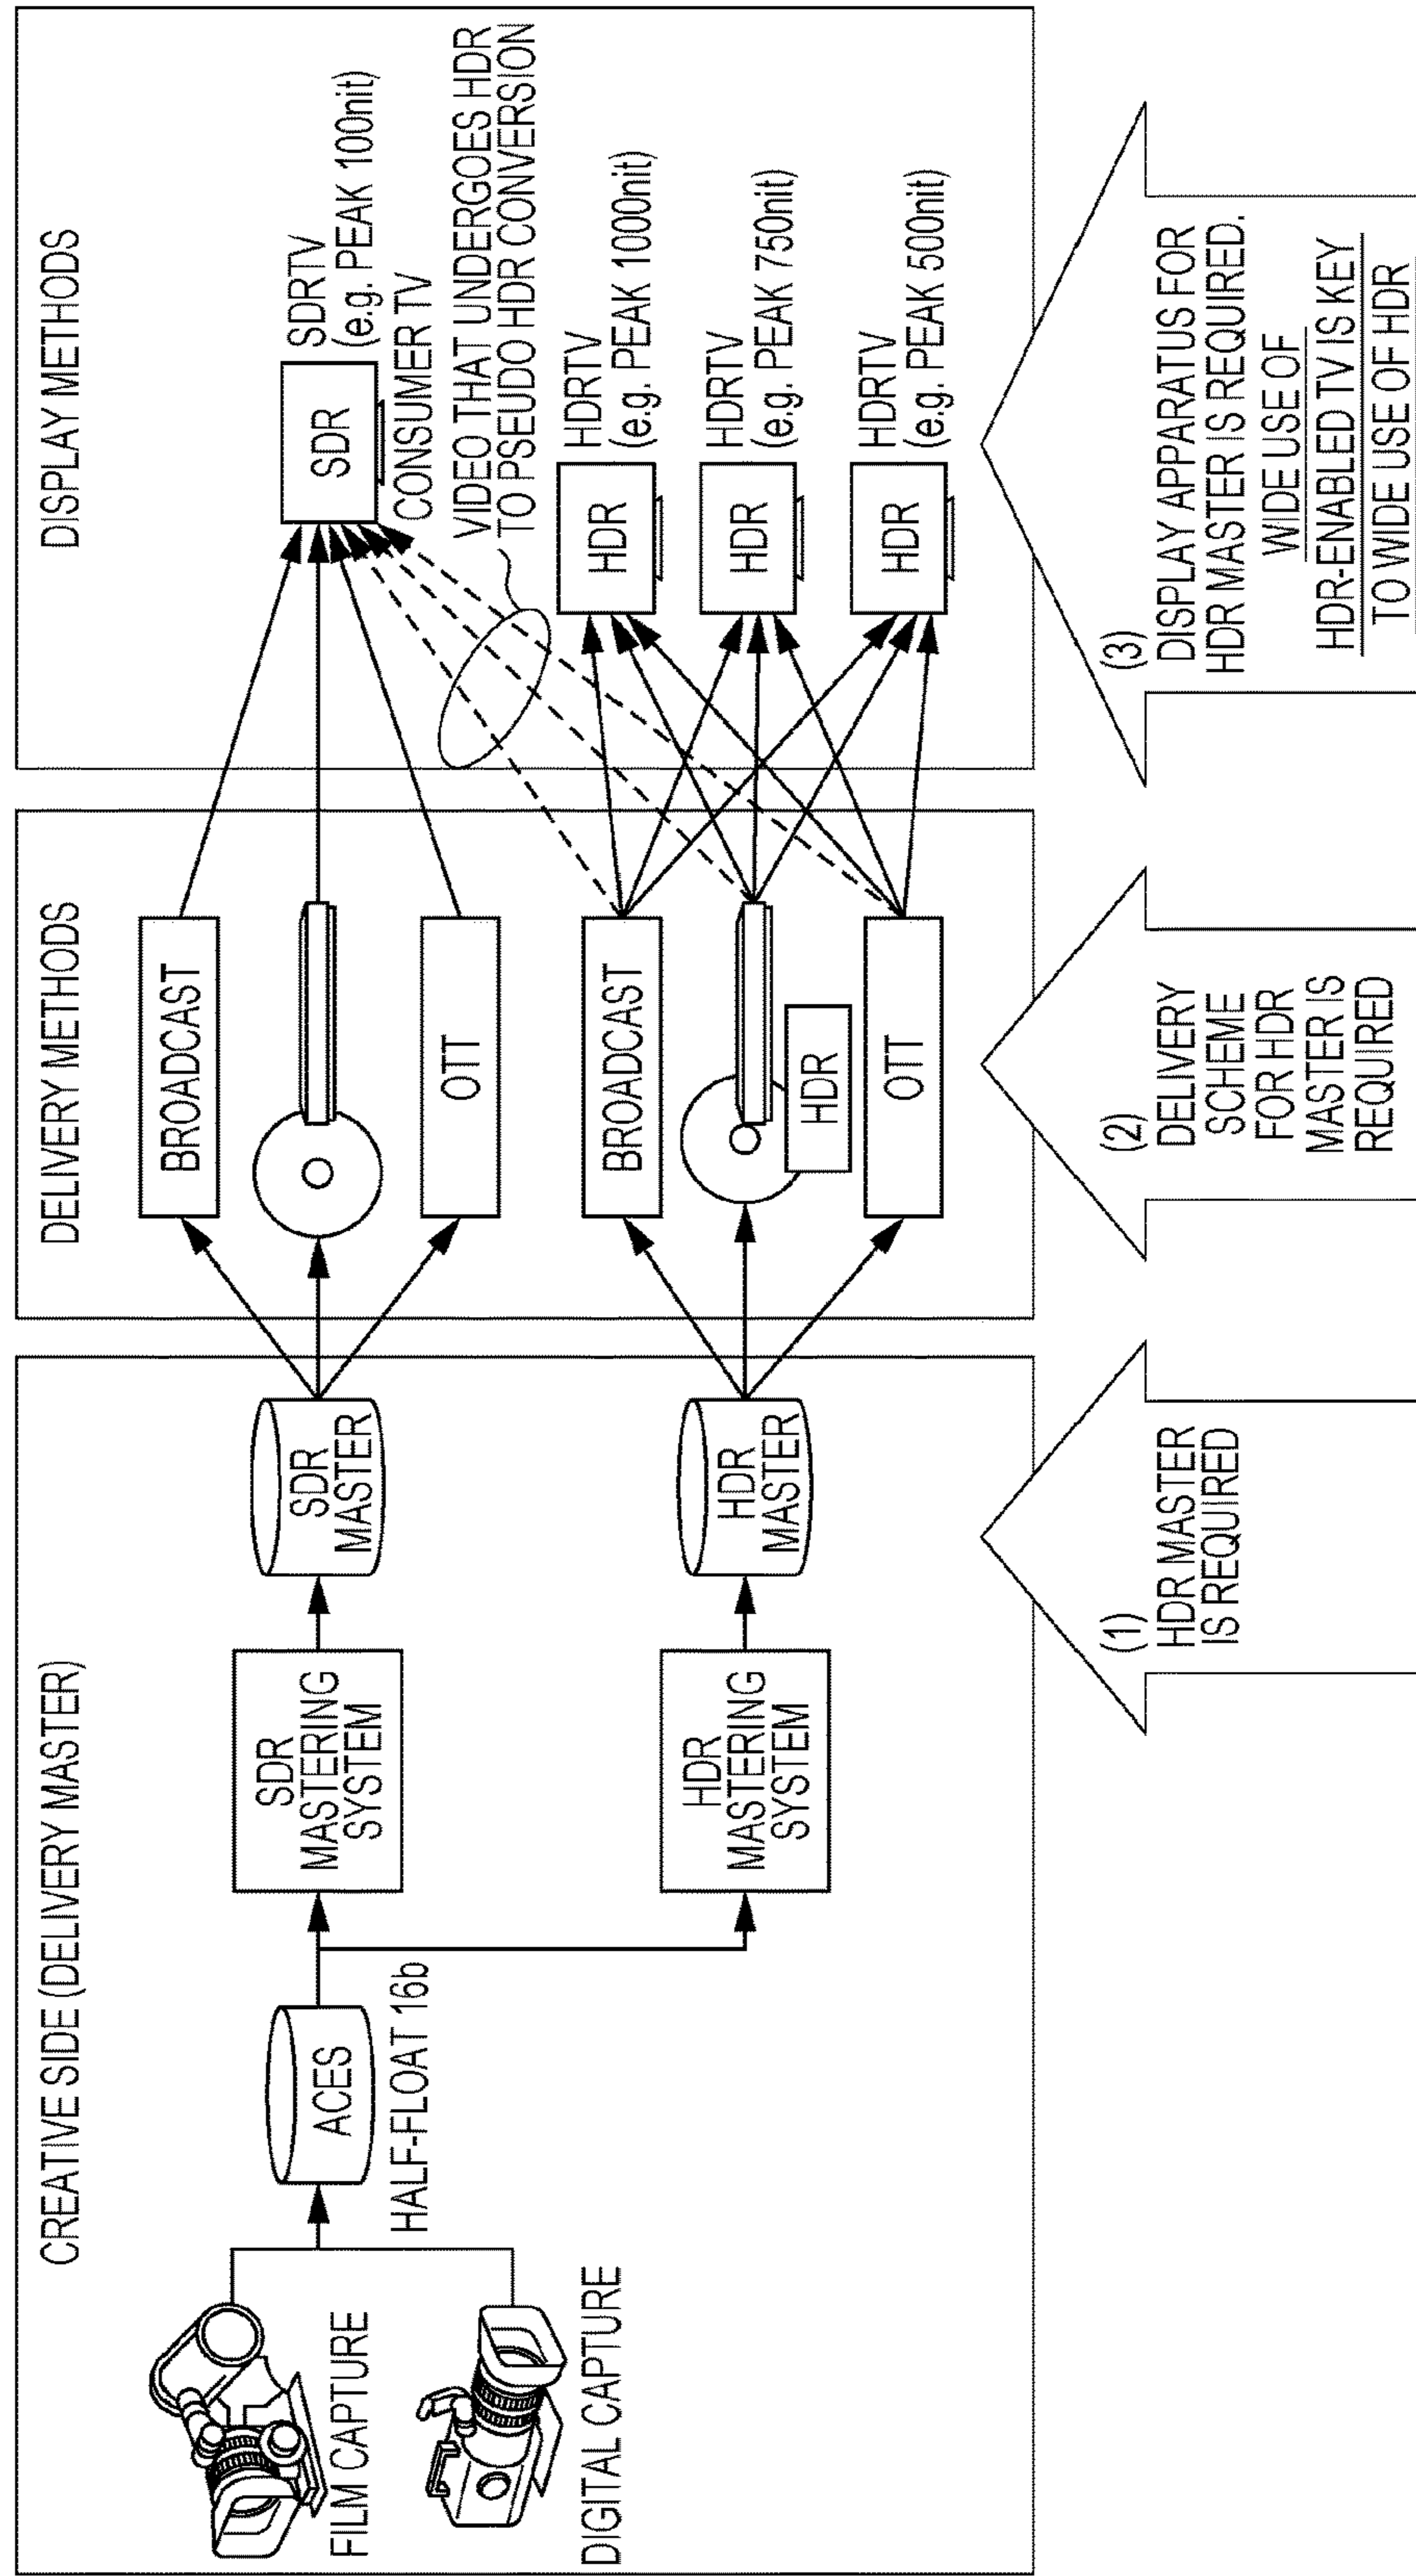 CREATIVE SIDE (DELIVERY MASTER)
FILM CAPTURE
DIGITAL CAPTURE
ACES
HALF-FLOAT 16b
SDR
MASTERING
SYSTEM
SDR
MASTER
HDR
MASTERING
SYSTEM
HDR
MASTER
DELIVERY METHODS
BROADCAST
OTT
BROADCAST
HDR
OTT
DISPLAY METHODS
SDR
SDRTV
(e.g. PEAK 100nit)
CONSUMER TV
VIDEO THAT UNDERGOES HDR
TO PSEUDO HDR CONVERSION
HDR
HDRTV
(e.g. PEAK 1000nit)
HDR
HDRTV
(e.g. PEAK 750nit)
HDR
HDRTV
(e.g. PEAK 500nit)
(1)
HDR MASTER
IS REQUIRED
(2)
DELIVERY
SCHEME
FOR HDR
MASTER IS
REQUIRED
(3)
DISPLAY APPARATUS FOR
HDR MASTER IS REQUIRED.
WIDE USE OF
HDR-ENABLED TV IS KEY
TO WIDE USE OF HDR